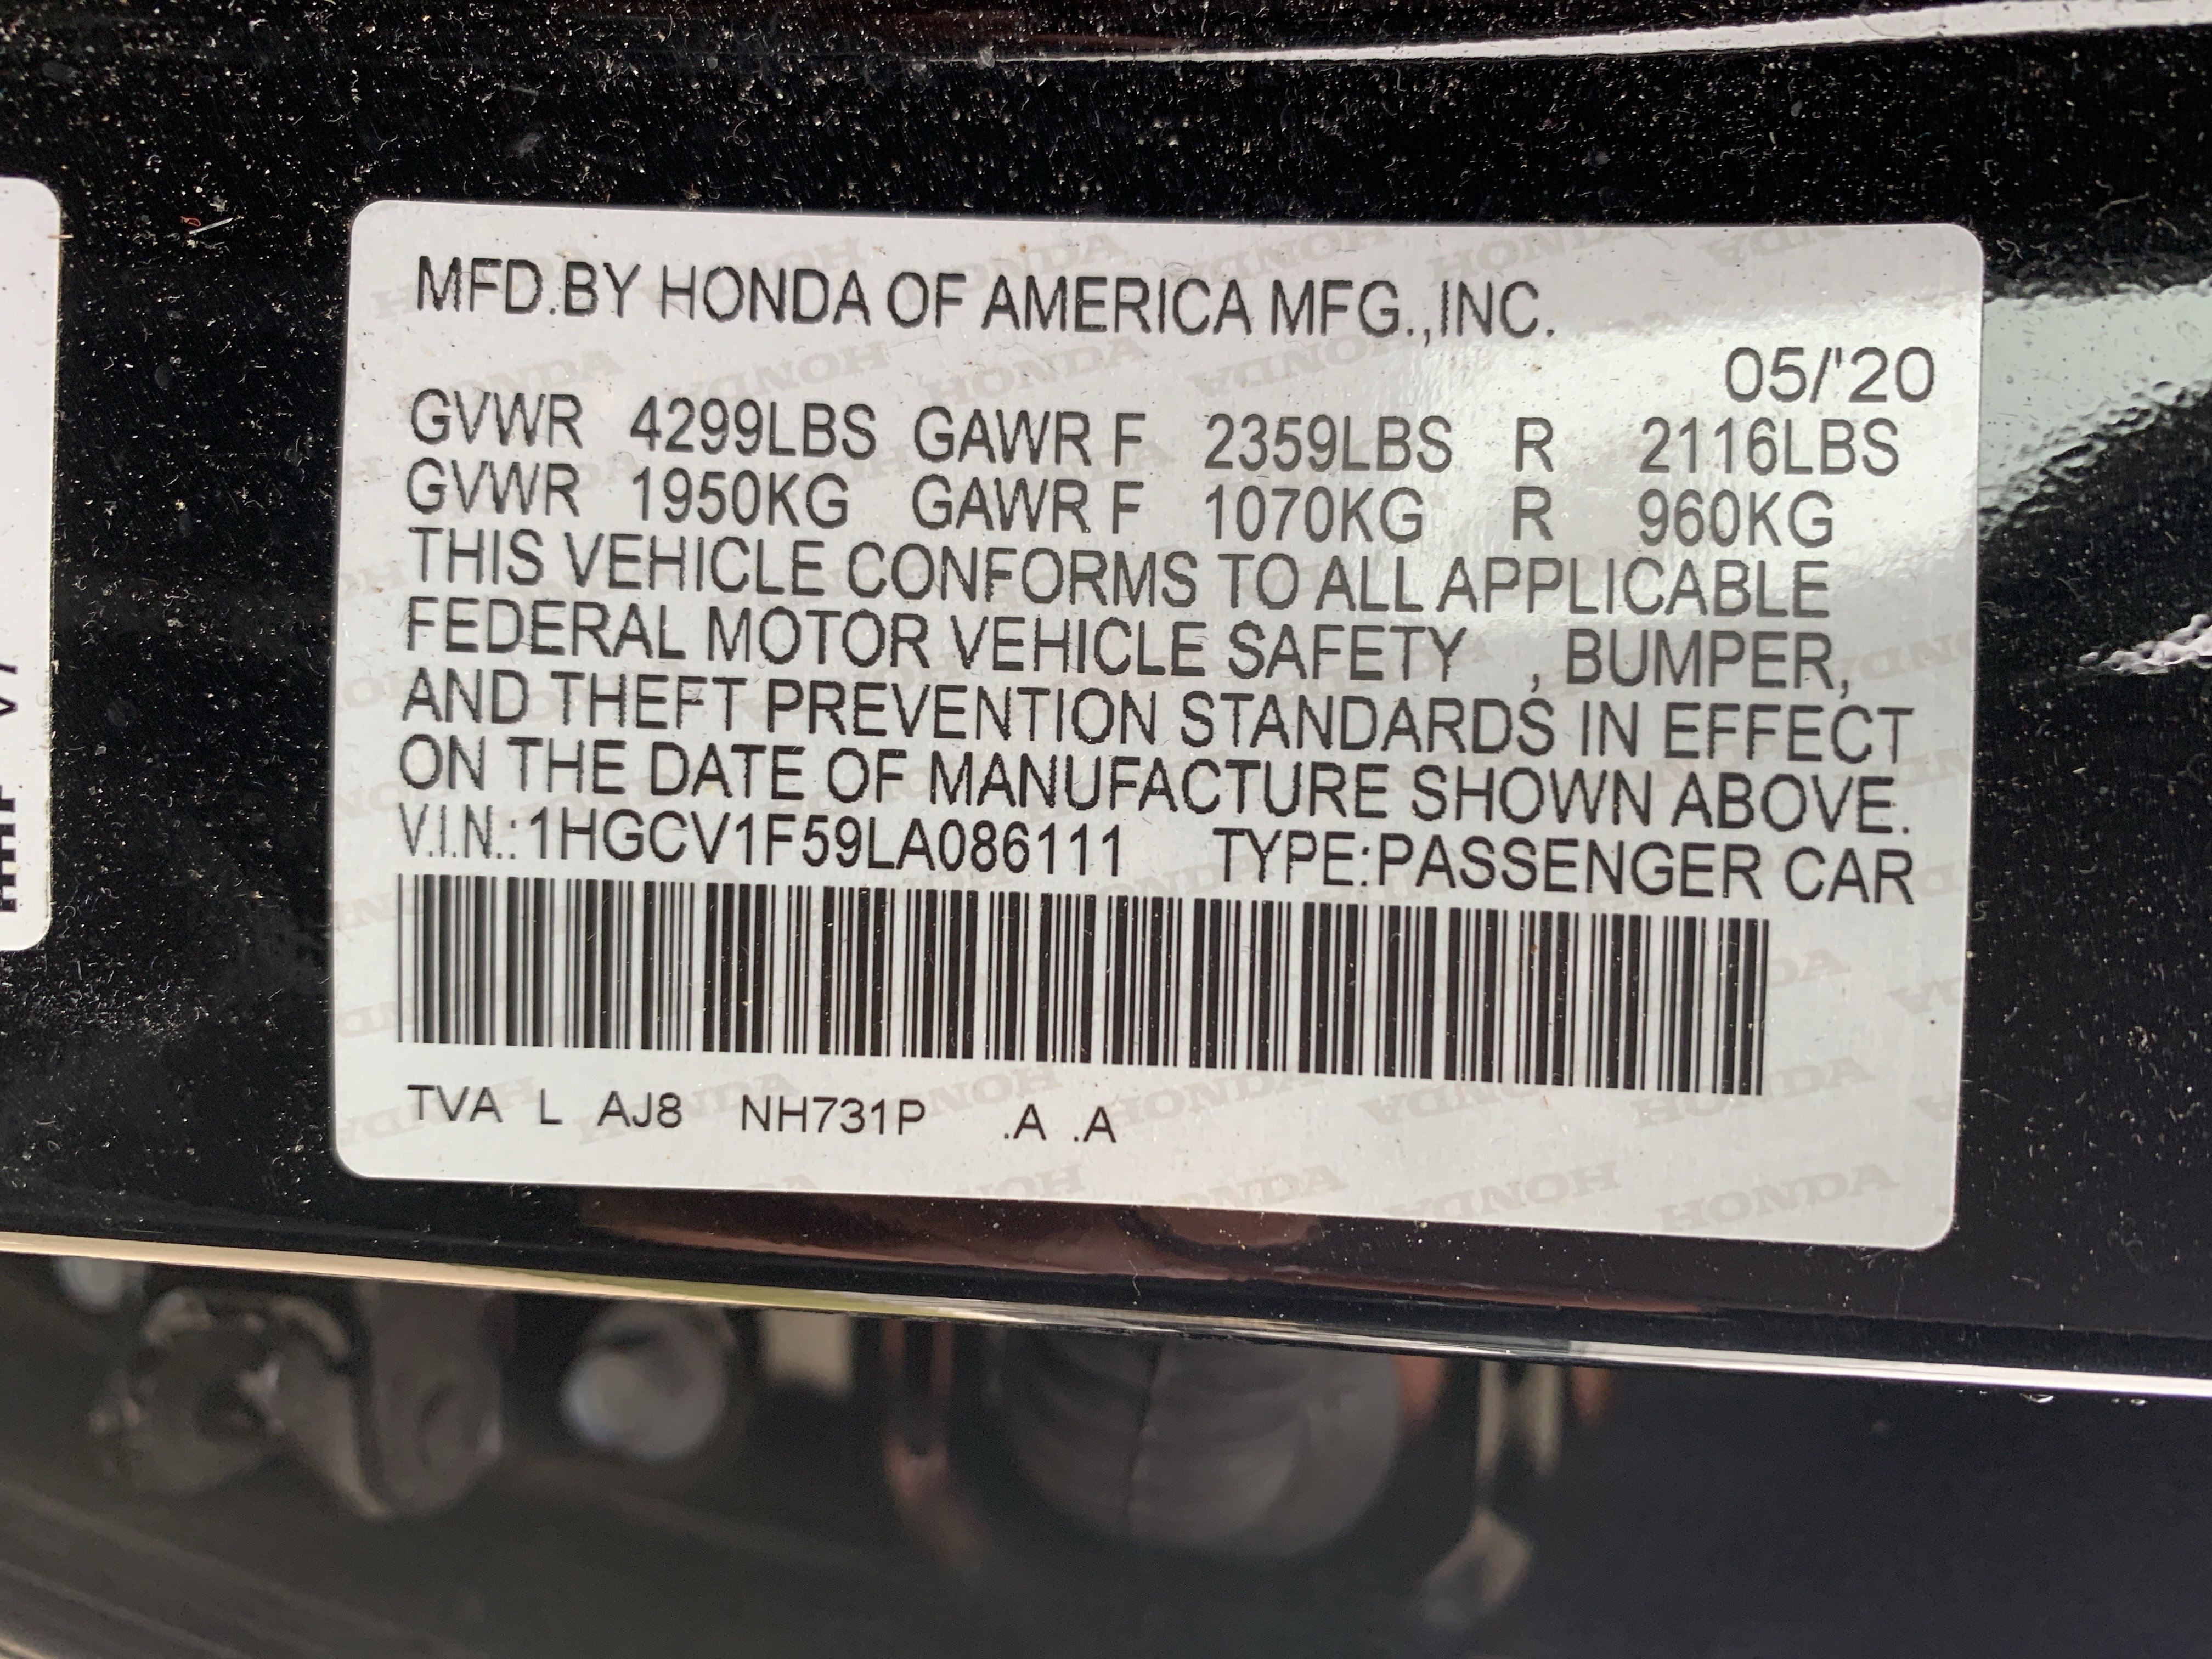 MFD.BY HONDA OF AMERICA MFG.,INC.
05/'20
GVWR 4299LBS GAWR F 2359LBS R 2116LBS
GVWR 1950KG GAWR F 1070KG R 960KG
THIS VEHICLE CONFORMS TO ALL APPLICABLE
FEDERAL MOTOR VEHICLE SAFETY , BUMPER,
AND THEFT PREVENTION STANDARDS IN EFFECT
ON THE DATE OF MANUFACTURE SHOWN ABOVE.
V.I.N.:1HGCV1F59LA086111 TYPE:PASSENGER CAR
TVA L AJ8 NH731P .A .A